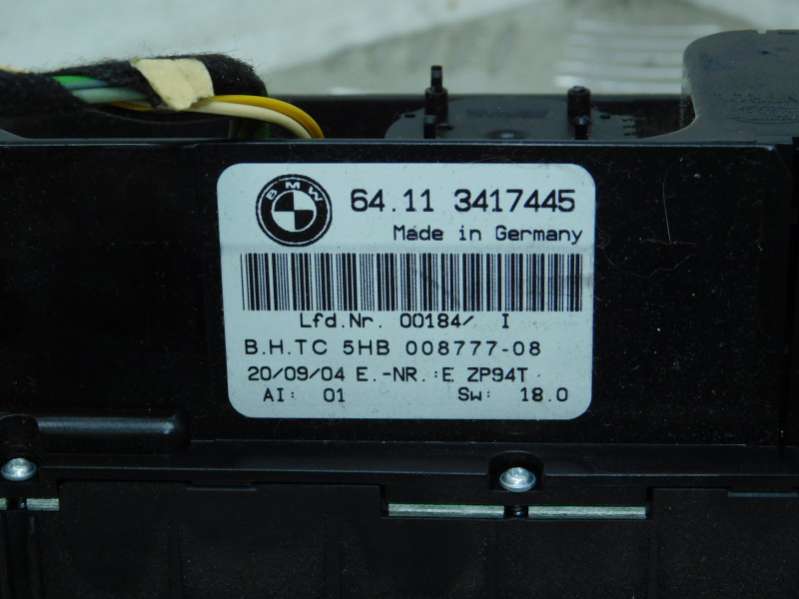 BMW
64.11 3417445
Made in Germany
Lfd.Nr. 00184/ I
B.H.TC 5HB 008777-08
20/09/04 E.-NR.:E ZP94T
AI: 01 Sw: 18.0